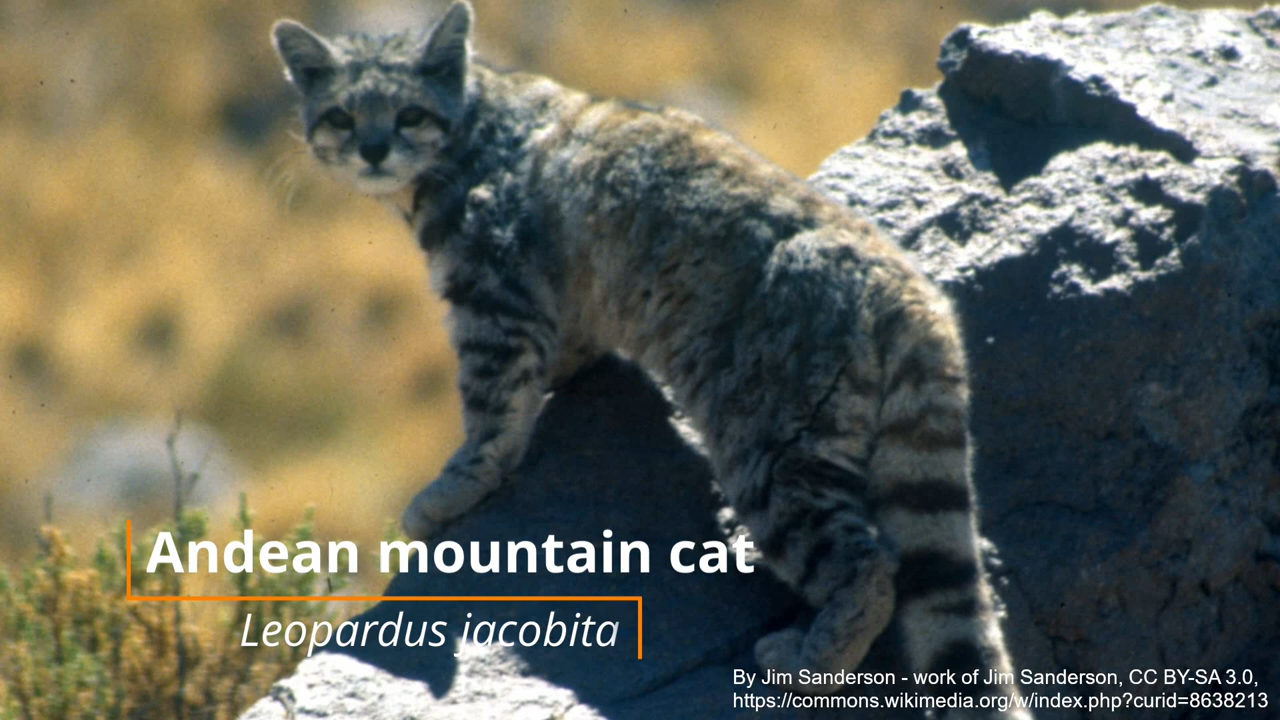 Andean mountain cat
Leopardus jacobita
By Jim Sanderson - work of Jim Sanderson, CC BY-SA 3.0,
https://commons.wikimedia.org/w/index.php?curid=8638213